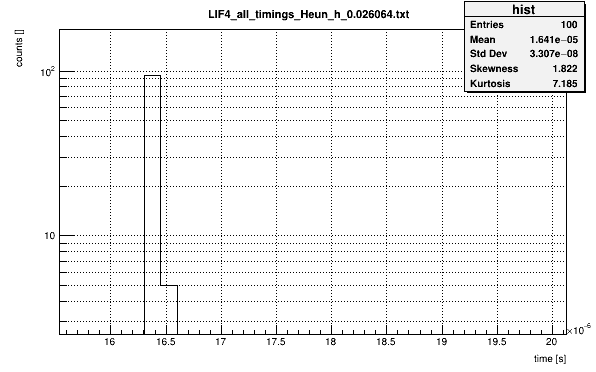 LIF4_all_timings_Heun_h_0.026064.txt
hist
Entries 100
Mean 1.641e−05
Std Dev 3.307e−08
Skewness 1.822
Kurtosis 7.185
counts []
10²
10
16 16.5 17 17.5 18 18.5 19 19.5 20
×10⁻⁶
time [s]